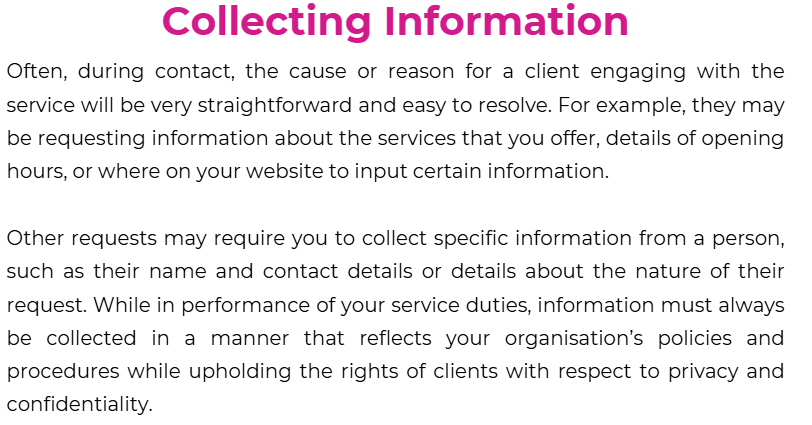 Collecting Information
Often, during contact, the cause or reason for a client engaging with the
service will be very straightforward and easy to resolve. For example, they may
be requesting information about the services that you offer, details of opening
hours, or where on your website to input certain information.
Other requests may require you to collect specific information from a person,
such as their name and contact details or details about the nature of their
request. While in performance of your service duties, information must always
be collected in a manner that reflects your organisation’s policies and
procedures while upholding the rights of clients with respect to privacy and
confidentiality.